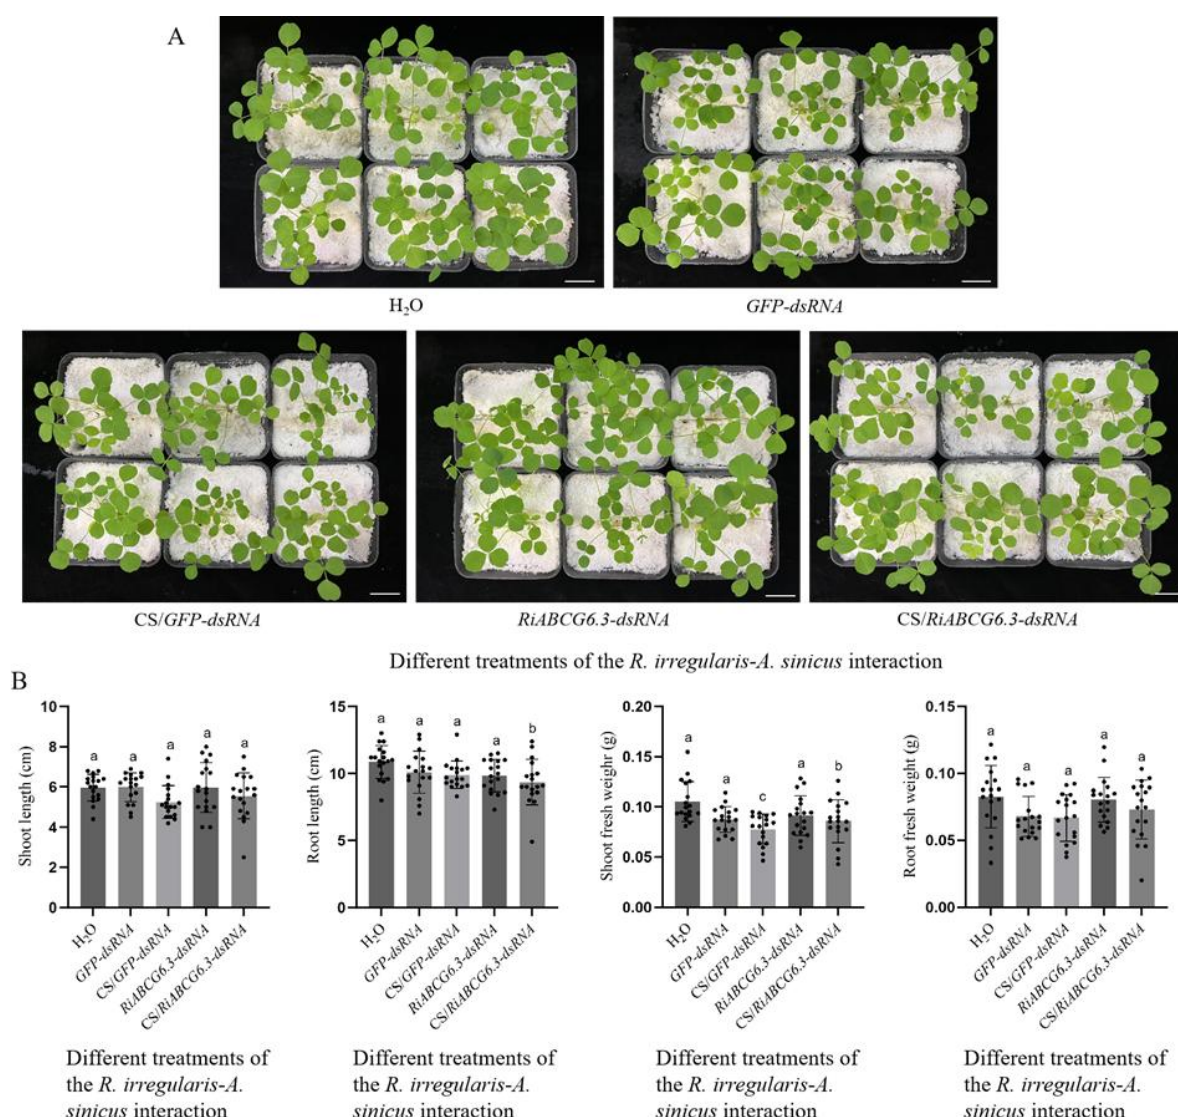 A
H₂O
GFP-dsRNA
CS/GFP-dsRNA
RiABCG6.3-dsRNA
CS/RiABCG6.3-dsRNA
Different treatments of the R. irregularis-A. sinicus interaction
B
Shoot length (cm)
10
8
6
4
2
0
a
a
a
a
a
H₂O
GFP-dsRNA
CS/GFP-dsRNA
RiABCG6.3-dsRNA
CS/RiABCG6.3-dsRNA
Different treatments of
the R. irregularis-A.
sinicus interaction
Root length (cm)
15
10
5
0
a
a
a
a
b
H₂O
GFP-dsRNA
CS/GFP-dsRNA
RiABCG6.3-dsRNA
CS/RiABCG6.3-dsRNA
Different treatments of
the R. irregularis-A.
sinicus interaction
Shoot fresh weighr (g)
0.20
0.15
0.10
0.05
0.00
a
a
c
a
b
H₂O
GFP-dsRNA
CS/GFP-dsRNA
RiABCG6.3-dsRNA
CS/RiABCG6.3-dsRNA
Different treatments of
the R. irregularis-A.
sinicus interaction
Root fresh weight (g)
0.15
0.10
0.05
0.00
a
a
a
a
a
H₂O
GFP-dsRNA
CS/GFP-dsRNA
RiABCG6.3-dsRNA
CS/RiABCG6.3-dsRNA
Different treatments of
the R. irregularis-A.
sinicus interaction